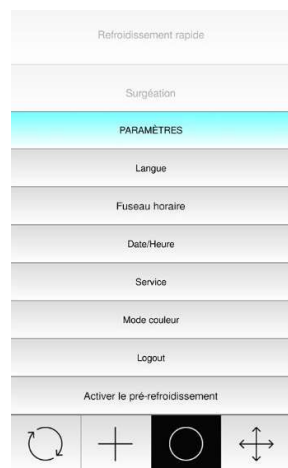 Refroidissement rapide
Surgéation
PARAMÈTRES
Langue
Fuseau horaire
Date/Heure
Service
Mode couleur
Logout
Activer le pré-refroidissement